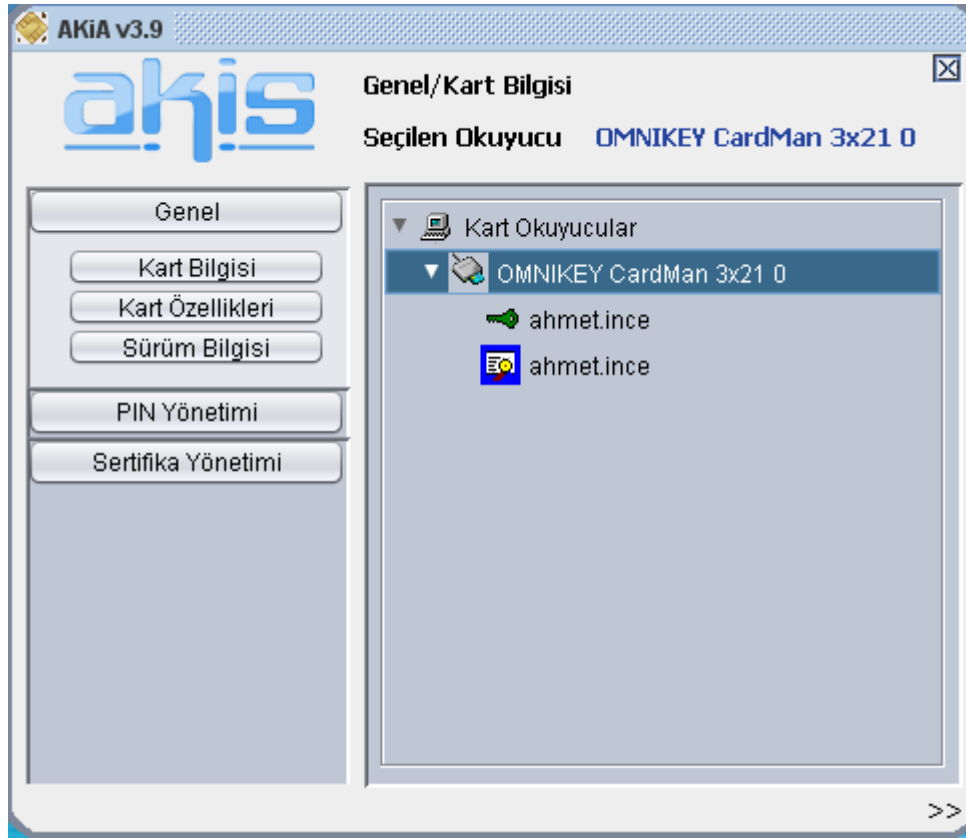 AKiA v3.9
akis
Genel/Kart Bilgisi
Seçilen Okuyucu OMNIKEY CardMan 3x21 0
Genel
Kart Bilgisi
Kart Özellikleri
Sürüm Bilgisi
PIN Yönetimi
Sertifika Yönetimi
Kart Okuyucular
OMNIKEY CardMan 3x21 0
ahmet.ince
ahmet.ince
>>